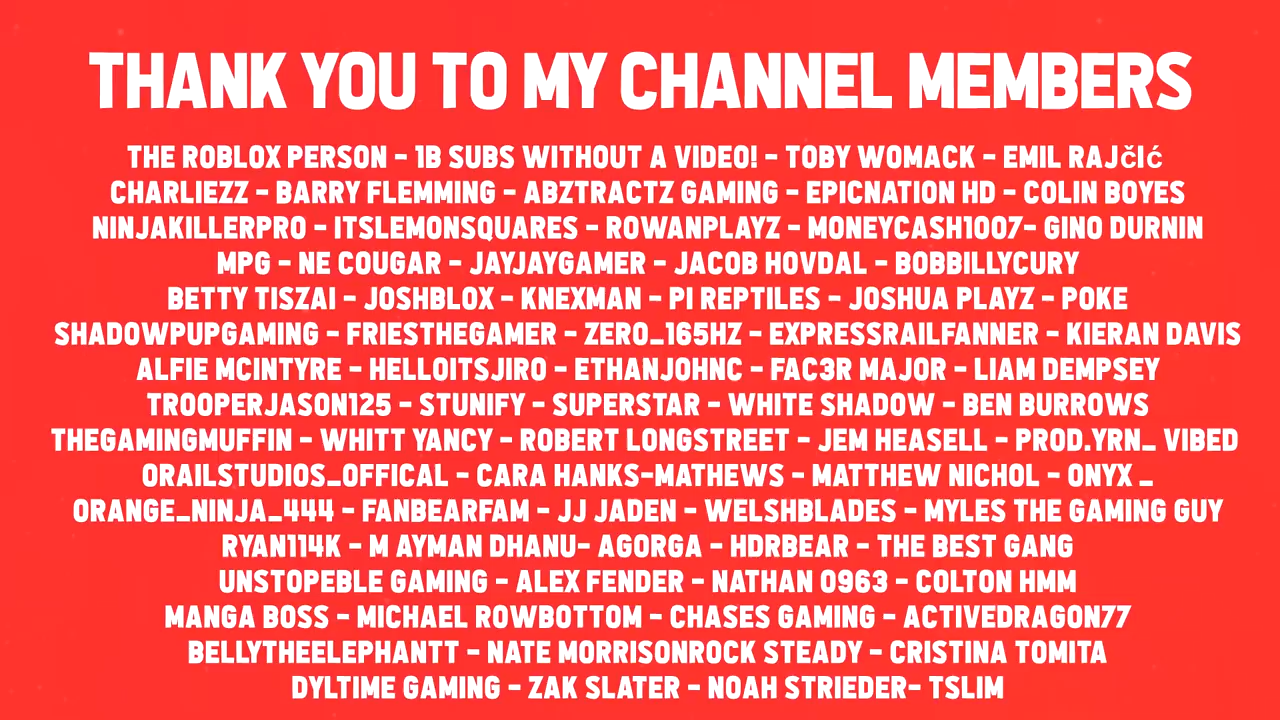 THANK YOU TO MY CHANNEL MEMBERS
THE ROBLOX PERSON - 1B SUBS WITHOUT A VIDEO! - TOBY WOMACK - EMIL RAJČIĆ
CHARLIEZZ - BARRY FLEMMING - ABZTRACTZ GAMING - EPICNATION HD - COLIN BOYES
NINJAKILLERPRO - ITSLEMONSQUARES - ROWANPLAYZ - MONEYCASH1007- GINO DURNIN
MPG - NE COUGAR - JAYJAYGAMER - JACOB HOVDAL - BOBBILLYCURY
BETTY TISZAI - JOSHBLOX - KNEXMAN - PI REPTILES - JOSHUA PLAYZ - POKE
SHADOWPUPGAMING - FRIESTHEGAMER - ZERO_165HZ - EXPRESSRAILFANNER - KIERAN DAVIS
ALFIE MCINTYRE - HELLOITSJIRO - ETHANJOHNC - FAC3R MAJOR - LIAM DEMPSEY
TROOPERJASON125 - STUNIFY - SUPERSTAR - WHITE SHADOW - BEN BURROWS
THEGAMINGMUFFIN - WHITT YANCY - ROBERT LONGSTREET - JEM HEASELL - PROD.YRN_ VIBED
ORAILSTUDIOS_OFFICAL - CARA HANKS-MATHEWS - MATTHEW NICHOL - ONYX _
ORANGE_NINJA_444 - FANBEARFAM - JJ JADEN - WELSHBLADES - MYLES THE GAMING GUY
RYAN114K - M AYMAN DHANU- AGORGA - HDRBEAR - THE BEST GANG
UNSTOPEBLE GAMING - ALEX FENDER - NATHAN 0963 - COLTON HMM
MANGA BOSS - MICHAEL ROWBOTTOM - CHASES GAMING - ACTIVEDRAGON77
BELLYTHEELEPHANTT - NATE MORRISONROCK STEADY - CRISTINA TOMITA
DYLTIME GAMING - ZAK SLATER - NOAH STRIEDER- TSLIM